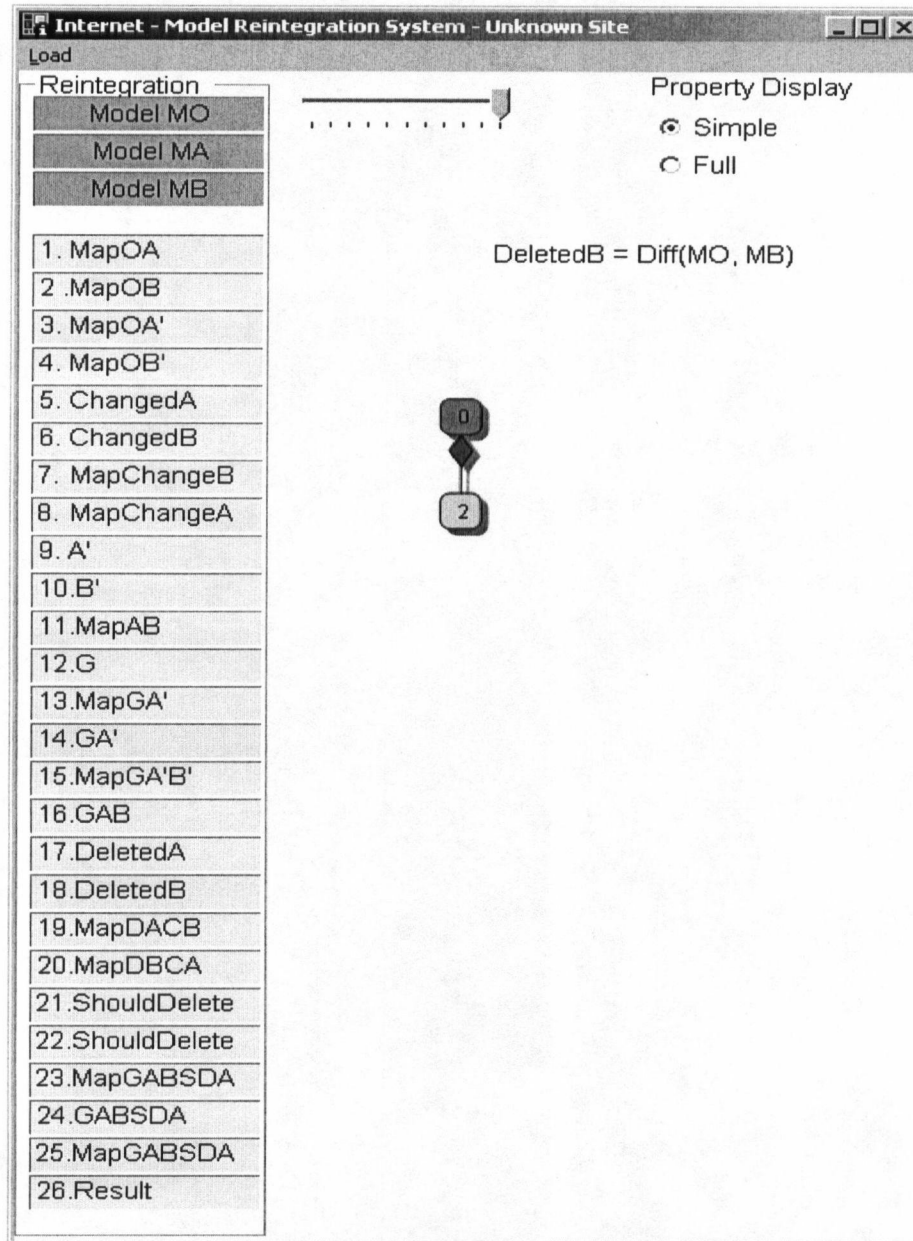 Internet - Model Reintegration System - Unknown Site
Load
Reintegration
Model MO
Model MA
Model MB
1. MapOA
2 .MapOB
3. MapOA'
4. MapOB'
5. ChangedA
6. ChangedB
7. MapChangeB
8. MapChangeA
9. A'
10.B'
11.MapAB
12.G
13.MapGA'
14.GA'
15.MapGA'B'
16.GAB
17.DeletedA
18.DeletedB
19.MapDACB
20.MapDBCA
21.ShouldDelete
22.ShouldDelete
23.MapGABSDA
24.GABSDA
25.MapGABSDA
26.Result
Property Display
Simple
Full
DeletedB = Diff(MO, MB)
0
2